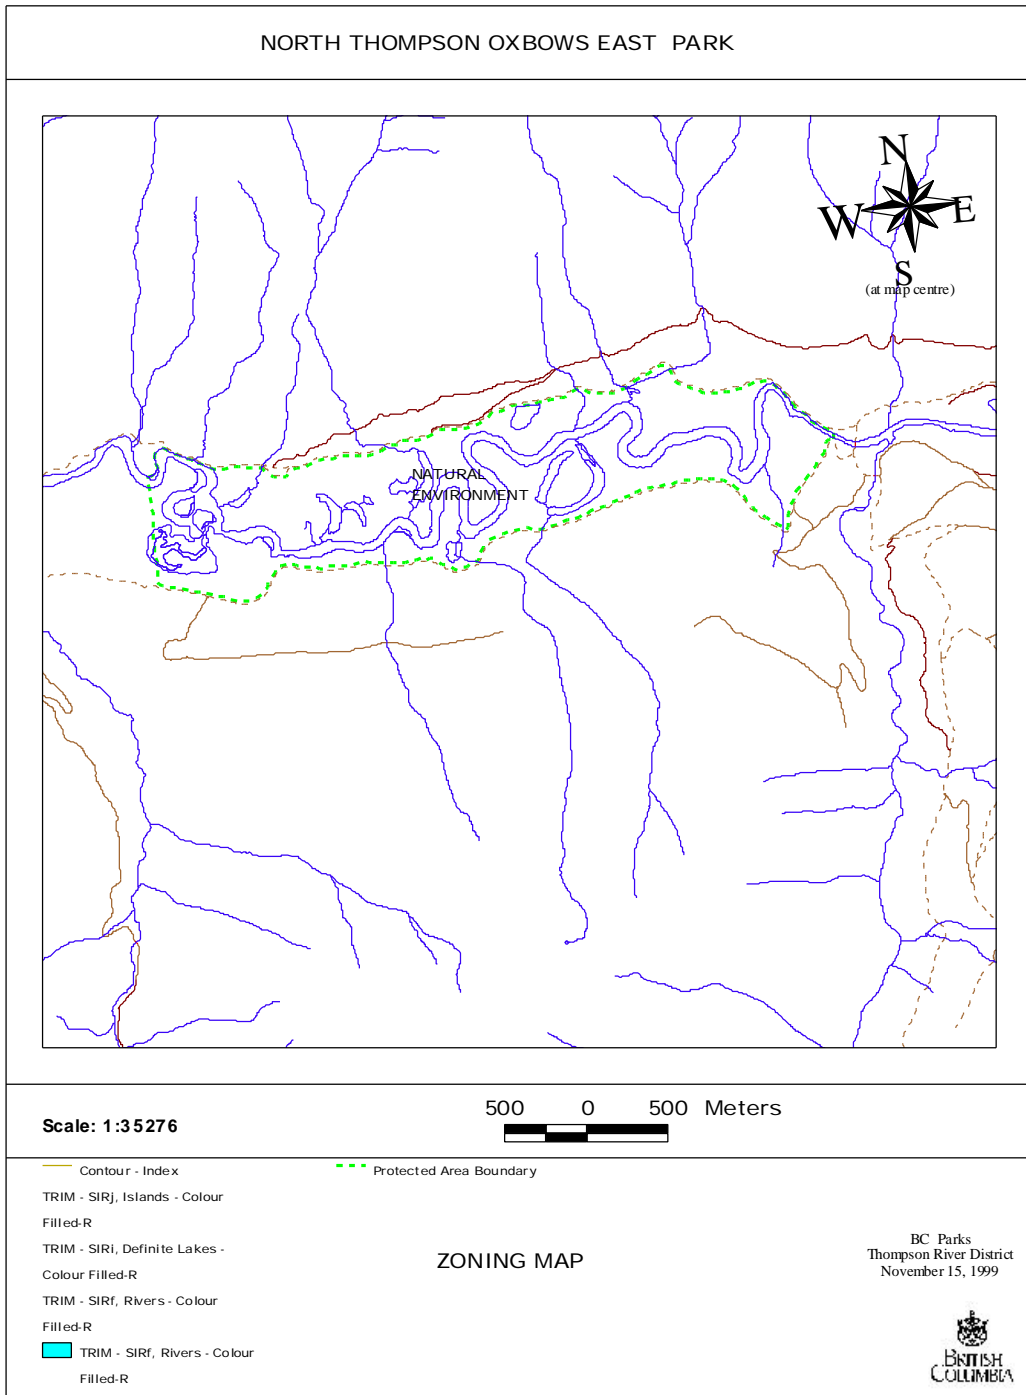 NORTH THOMPSON OXBOWS EAST PARK
N
W E
S
(at map centre)
NATURAL
ENVIRONMENT
Scale: 1:35276
500 0 500 Meters
Contour - Index
Protected Area Boundary
TRIM - SIRj, Islands - Colour
Filled-R
TRIM - SIRi, Definite Lakes -
Colour Filled-R
TRIM - SIRf, Rivers - Colour
Filled-R
TRIM - SIRf, Rivers - Colour
Filled-R
ZONING MAP
BC Parks
Thompson River District
November 15, 1999
BRITISH
COLUMBIA